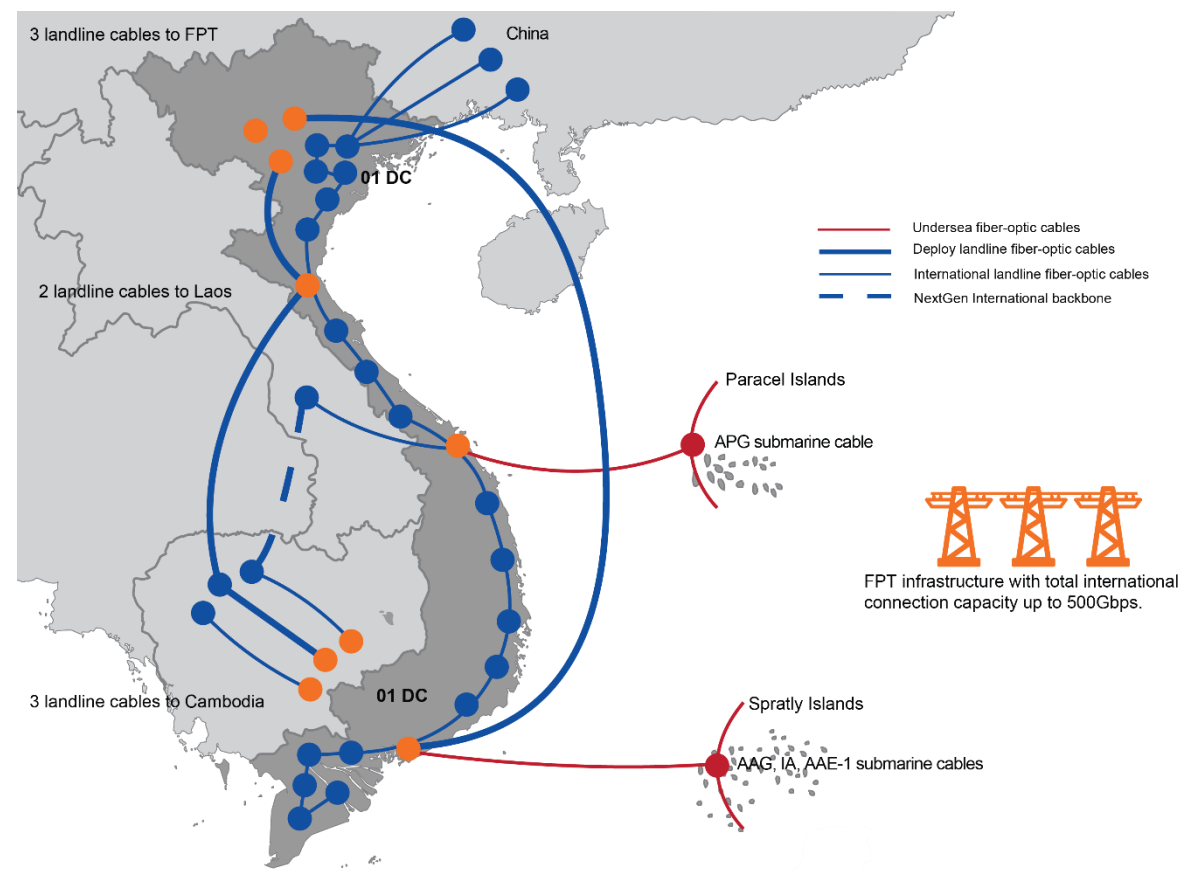 3 landline cables to FPT
China
01 DC
Undersea fiber-optic cables
Deploy landline fiber-optic cables
International landline fiber-optic cables
NextGen International backbone
2 landline cables to Laos
Paracel Islands
APG submarine cable
FPT infrastructure with total international
connection capacity up to 500Gbps.
3 landline cables to Cambodia
01 DC
Spratly Islands
AAG, IA, AAE-1 submarine cables